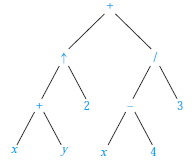 +
↑ /
+ 2 − 3
x y x 4